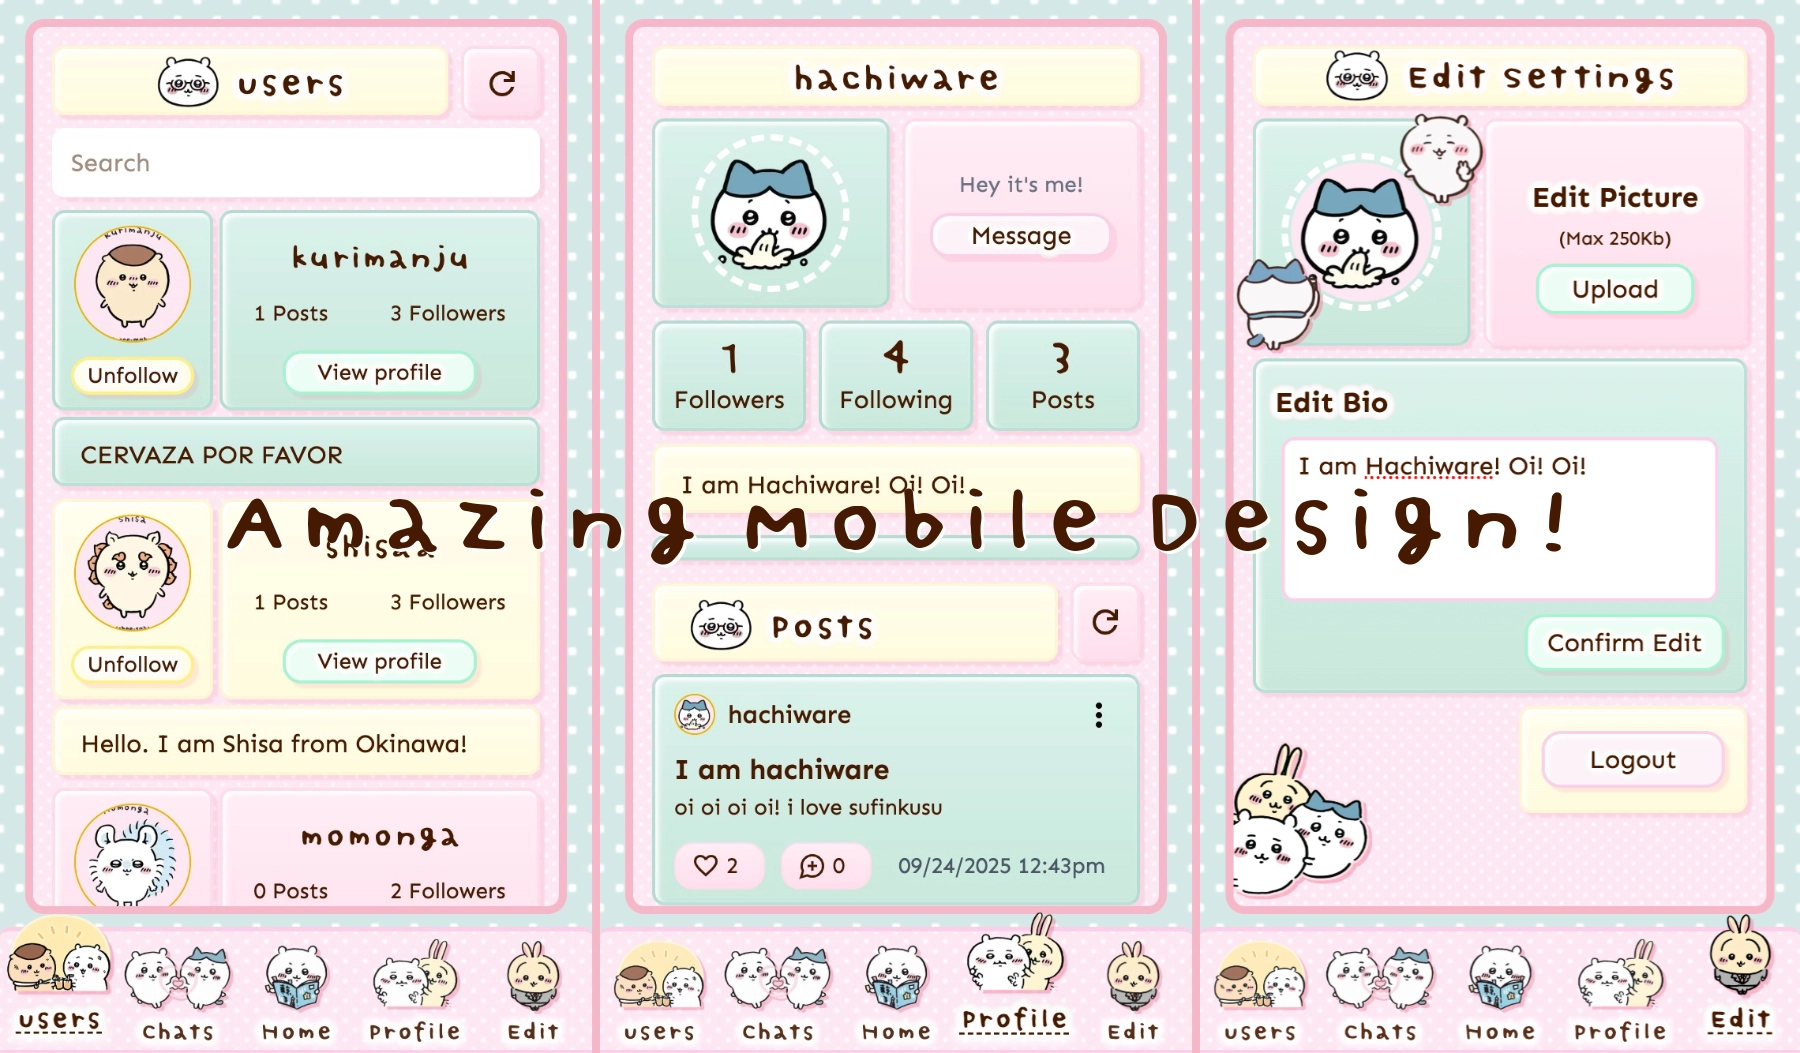 users
Search
kurimanju
kurimanju
1 Posts 3 Followers
Unfollow
View profile
CERVAZA POR FAVOR
shisa
shisa
1 Posts 3 Followers
Unfollow
View profile
Hello. I am Shisa from Okinawa!
momonga
momonga
0 Posts 2 Followers
users
Chats
Home
Profile
Edit
Amazing Mobile Design!
hachiware
Hey it's me!
Message
1
Followers
4
Following
3
Posts
I am Hachiware! Oi! Oi!
Posts
hachiware
I am hachiware
oi oi oi oi! i love sufinkusu
2
0
09/24/2025 12:43pm
users
Chats
Home
Profile
Edit
Edit settings
Edit Picture
(Max 250Kb)
Upload
Edit Bio
I am Hachiware! Oi! Oi!
Confirm Edit
Logout
users
Chats
Home
Profile
Edit